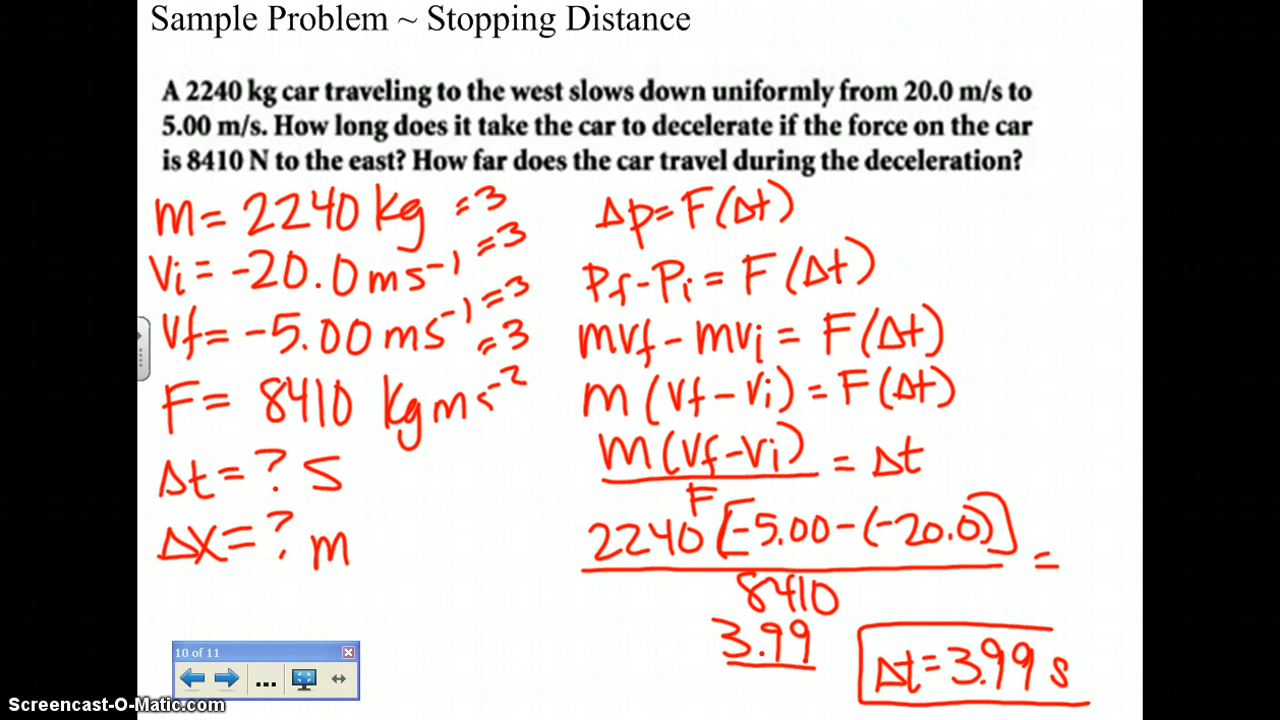 Sample Problem ~ Stopping Distance
A 2240 kg car traveling to the west slows down uniformly from 20.0 m/s to
5.00 m/s. How long does it take the car to decelerate if the force on the car
is 8410 N to the east? How far does the car travel during the deceleration?
m = 2240 kg = 3
Vi = -20.0 ms⁻¹ = 3
Vf = -5.00 ms⁻¹ = 3
F = 8410 kgms⁻² = 3
Δt = ? s
Δx = ? m
Δp = F(Δt)
Pf - Pi = F(Δt)
mvf - mvi = F(Δt)
m(vf - vi) = F(Δt)
m(vf-vi) = Δt
F
2240 [-5.00-(-20.0)] =
8410
3.99
Δt = 3.99 s
10 of 11
...
Screencast-O-Matic.com